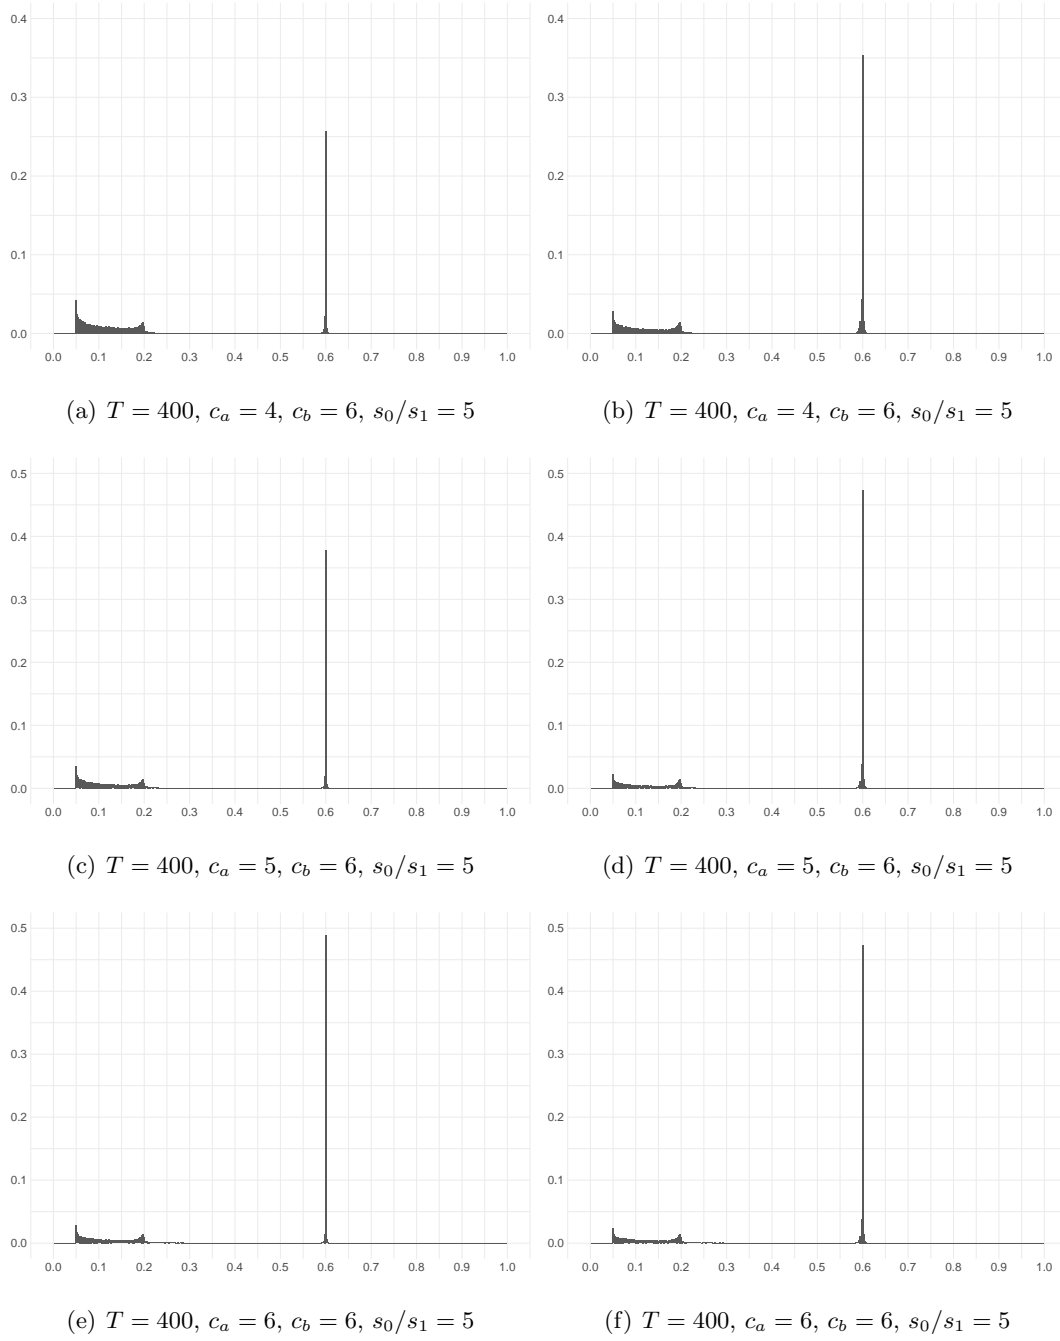 0.4 0.4
0.3 0.3
0.2 0.2
0.1 0.1
0.0 0.0
0.0 0.1 0.2 0.3 0.4 0.5 0.6 0.7 0.8 0.9 1.0 0.0 0.1 0.2 0.3 0.4 0.5 0.6 0.7 0.8 0.9 1.0
(a) T = 400, c_a = 4, c_b = 6, s_0/s_1 = 5 (b) T = 400, c_a = 4, c_b = 6, s_0/s_1 = 5
0.5 0.5
0.4 0.4
0.3 0.3
0.2 0.2
0.1 0.1
0.0 0.0
0.0 0.1 0.2 0.3 0.4 0.5 0.6 0.7 0.8 0.9 1.0 0.0 0.1 0.2 0.3 0.4 0.5 0.6 0.7 0.8 0.9 1.0
(c) T = 400, c_a = 5, c_b = 6, s_0/s_1 = 5 (d) T = 400, c_a = 5, c_b = 6, s_0/s_1 = 5
0.5 0.5
0.4 0.4
0.3 0.3
0.2 0.2
0.1 0.1
0.0 0.0
0.0 0.1 0.2 0.3 0.4 0.5 0.6 0.7 0.8 0.9 1.0 0.0 0.1 0.2 0.3 0.4 0.5 0.6 0.7 0.8 0.9 1.0
(e) T = 400, c_a = 6, c_b = 6, s_0/s_1 = 5 (f) T = 400, c_a = 6, c_b = 6, s_0/s_1 = 5